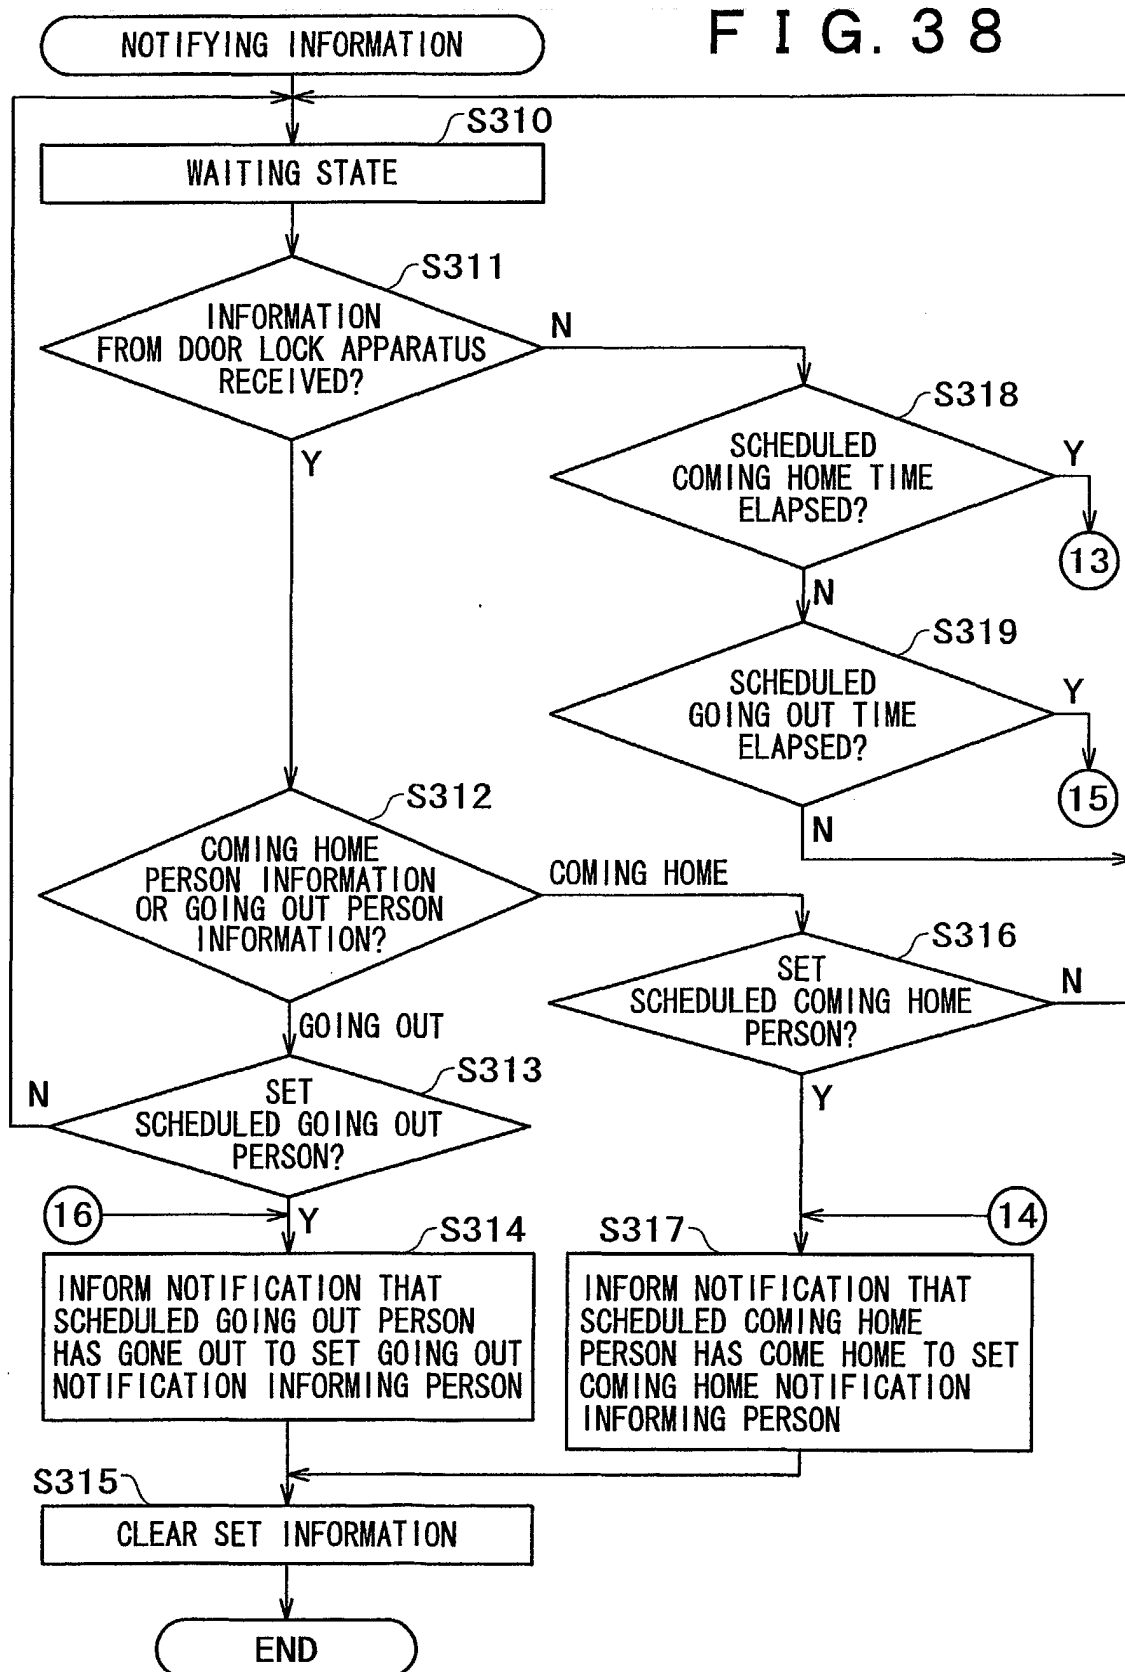 FIG. 38
NOTIFYING INFORMATION
S310
WAITING STATE
S311
INFORMATION
FROM DOOR LOCK APPARATUS
RECEIVED?
N
Y
S318
SCHEDULED
COMING HOME TIME
ELAPSED?
Y
13
N
S319
SCHEDULED
GOING OUT TIME
ELAPSED?
Y
15
N
S312
COMING HOME
PERSON INFORMATION
OR GOING OUT PERSON
INFORMATION?
COMING HOME
GOING OUT
S316
SET
SCHEDULED COMING HOME
PERSON?
N
Y
S313
SET
SCHEDULED GOING OUT
PERSON?
N
Y
16
14
S314
INFORM NOTIFICATION THAT
SCHEDULED GOING OUT PERSON
HAS GONE OUT TO SET GOING OUT
NOTIFICATION INFORMING PERSON
S317
INFORM NOTIFICATION THAT
SCHEDULED COMING HOME
PERSON HAS COME HOME TO SET
COMING HOME NOTIFICATION
INFORMING PERSON
S315
CLEAR SET INFORMATION
END